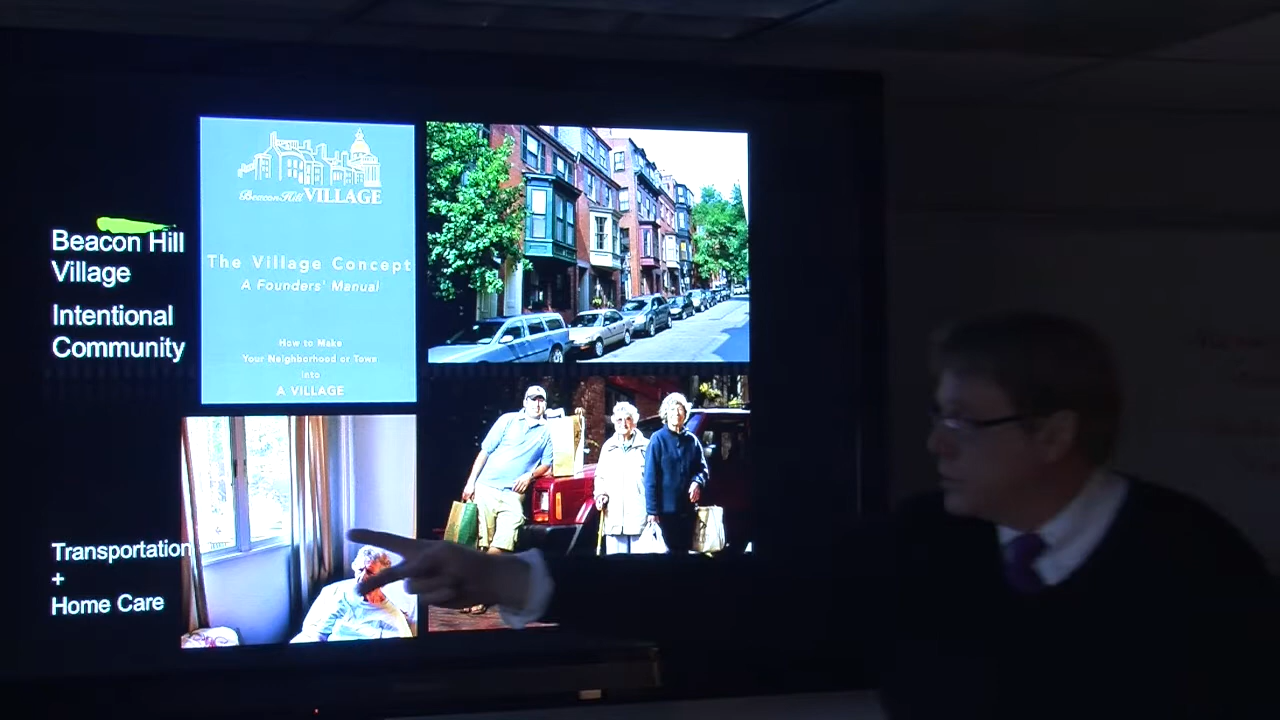 Beacon Hill
Village
Intentional
Community
Transportation
+
Home Care
Beacon Hill VILLAGE
The Village Concept
A Founders' Manual
How to Make
Your Neighborhood or Town
Into
A VILLAGE